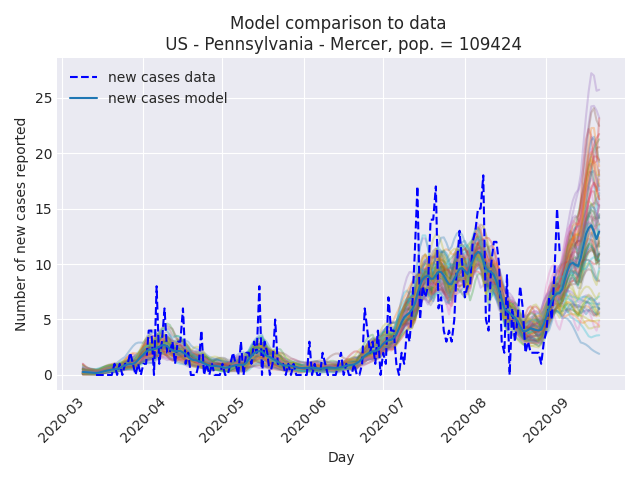 Model comparison to data
US - Pennsylvania - Mercer, pop. = 109424
new cases data
new cases model
Number of new cases reported
25
20
15
10
5
0
2020-03
2020-04
2020-05
2020-06
2020-07
2020-08
2020-09
Day